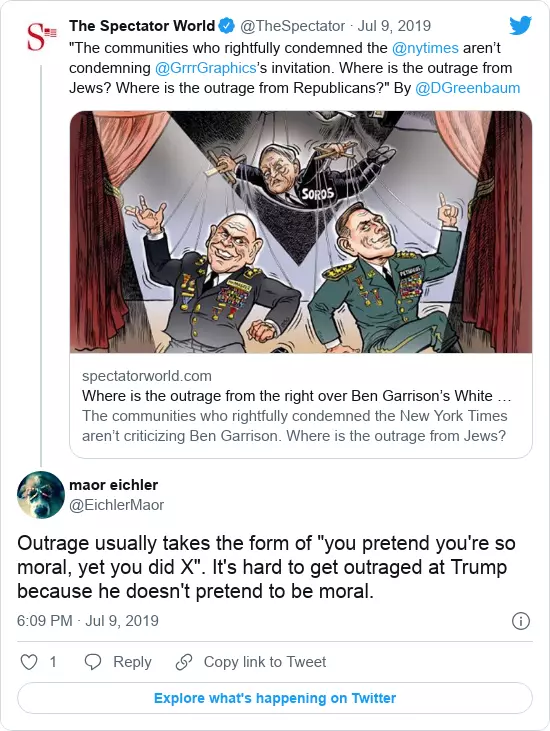 The Spectator World @TheSpectator · Jul 9, 2019
"The communities who rightfully condemned the @nytimes aren't
condemning @GrrrGraphics's invitation. Where is the outrage from
Jews? Where is the outrage from Republicans?" By @DGreenbaum
SOROS
spectatorworld.com
Where is the outrage from the right over Ben Garrison's White …
The communities who rightfully condemned the New York Times
aren't criticizing Ben Garrison. Where is the outrage from Jews?
maor eichler
@EichlerMaor
Outrage usually takes the form of "you pretend you're so
moral, yet you did X". It's hard to get outraged at Trump
because he doesn't pretend to be moral.
6:09 PM · Jul 9, 2019
1 Reply Copy link to Tweet
Explore what's happening on Twitter